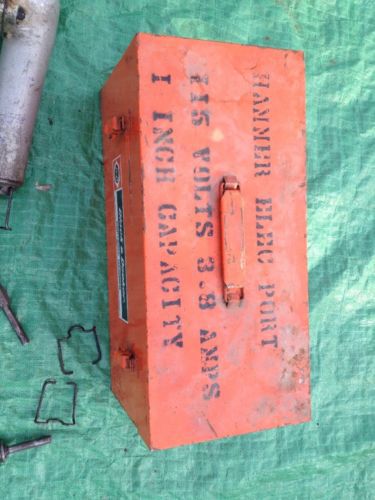 HAMMER ELEC PORT
115 VOLTS 3.8 AMPS
1 INCH CAPACITY